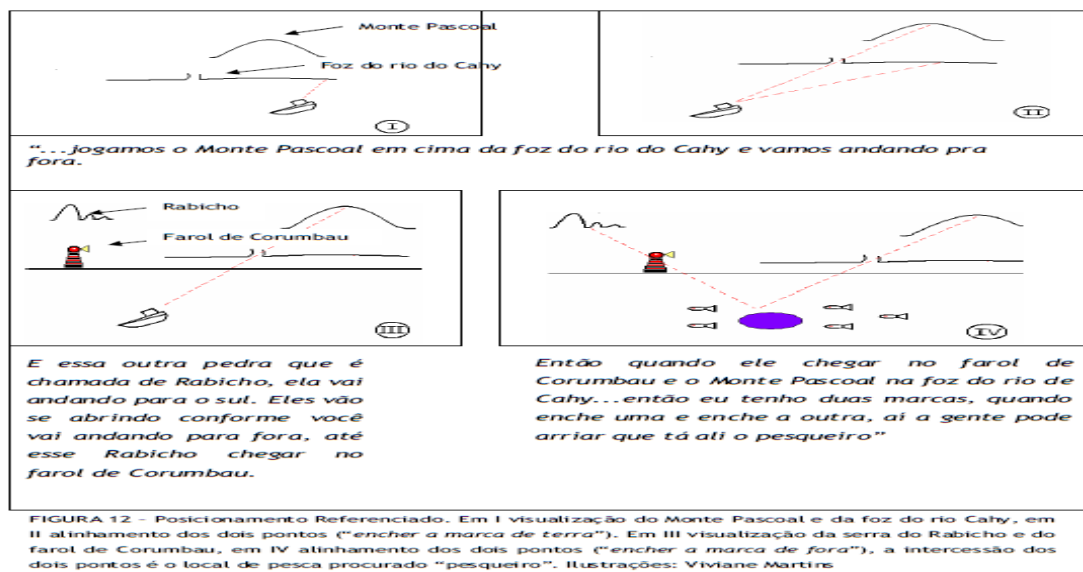 Monte Pascoal
Foz do rio do Cahy
I
II
“...jogamos o Monte Pascoal em cima da foz do rio do Cahy e vamos andando pra
fora.
Rabicho
Farol de Corumbau
III
IV
E essa outra pedra que é
chamada de Rabicho, ela vai
andando para o sul. Eles vão
se abrindo conforme você
vai andando para fora, até
esse Rabicho chegar no
farol de Corumbau.
Então quando ele chegar no farol de
Corumbau e o Monte Pascoal na foz do rio de
Cahy...então eu tenho duas marcas, quando
enche uma e enche a outra, aí a gente pode
arriar que tá ali o pesqueiro”
FIGURA 12 - Posicionamento Referenciado. Em I visualização do Monte Pascoal e da foz do rio Cahy, em
II alinhamento dos dois pontos (“encher a marca de terra”). Em III visualização da serra do Rabicho e do
farol de Corumbau, em IV alinhamento dos dois pontos (“encher a marca de fora”), a intercessão dos
dois pontos é o local de pesca procurado “pesqueiro”. Ilustrações: Viviane Martins